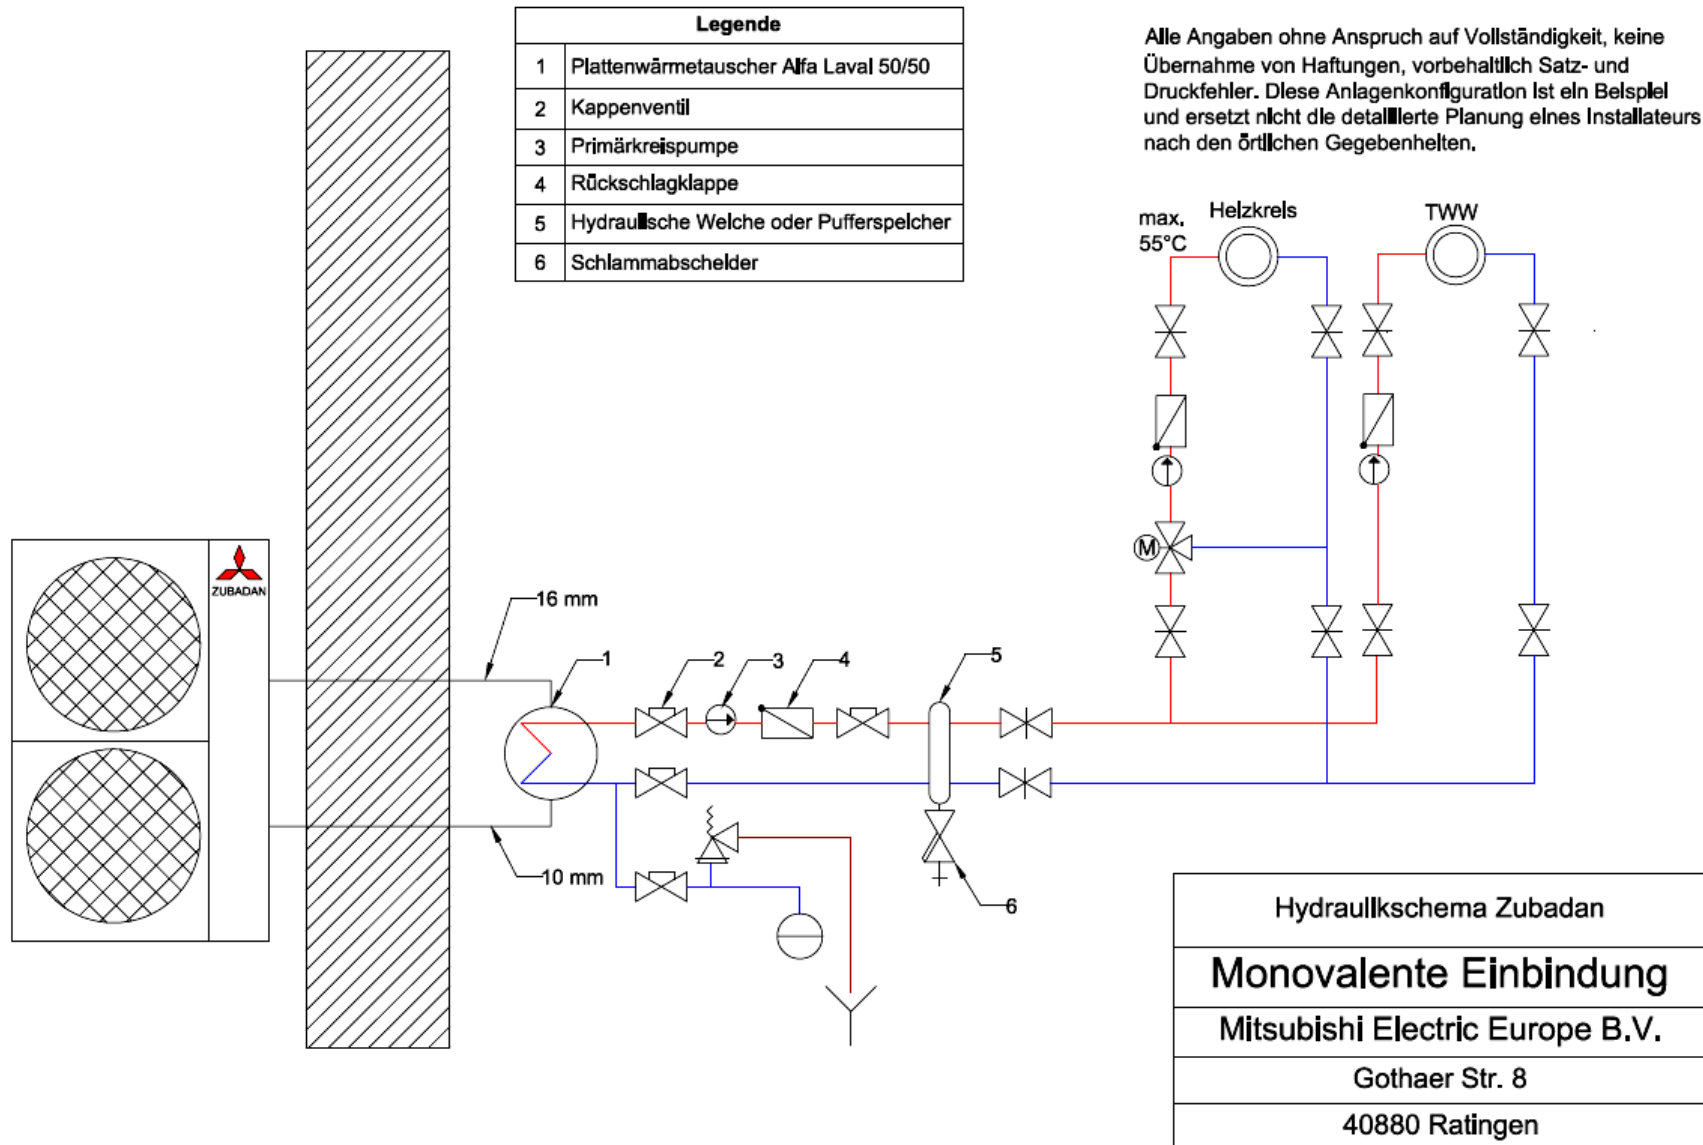 Legende
1 Plattenwärmetauscher Alfa Laval 50/50
2 Kappenventil
3 Primärkreispumpe
4 Rückschlagklappe
5 Hydraulische Weiche oder Pufferspeicher
6 Schlammabscheider
Alle Angaben ohne Anspruch auf Vollständigkeit, keine
Übernahme von Haftungen, vorbehaltlich Satz- und
Druckfehler. Diese Anlagenkonfiguration ist ein Beispiel
und ersetzt nicht die detaillierte Planung eines Installateurs
nach den örtlichen Gegebenheiten.
max.
55°C
Heizkreis
TWW
M
ZUBADAN
16 mm
1
2
3
4
5
10 mm
6
Hydraulikschema Zubadan
Monovalente Einbindung
Mitsubishi Electric Europe B.V.
Gothaer Str. 8
40880 Ratingen